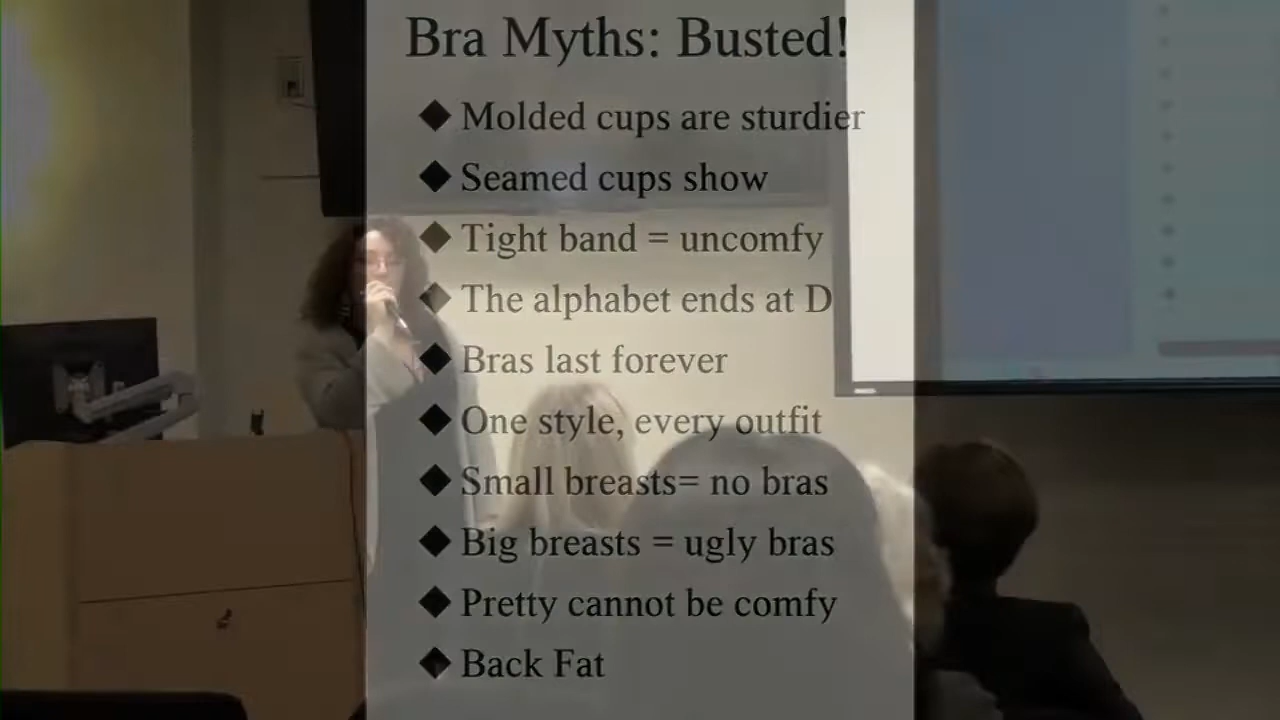 Bra Myths: Busted!
◆ Molded cups are sturdier
◆ Seamed cups show
◆ Tight band = uncomfy
◆ The alphabet ends at D
◆ Bras last forever
◆ One style, every outfit
◆ Small breasts= no bras
◆ Big breasts = ugly bras
◆ Pretty cannot be comfy
◆ Back Fat